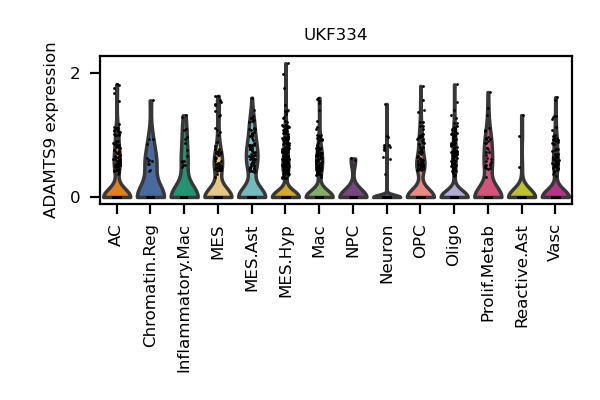 UKF334
ADAMTS9 expression
2
0
AC
Chromatin.Reg
Inflammatory.Mac
MES
MES.Ast
MES.Hyp
Mac
NPC
Neuron
OPC
Oligo
Prolif.Metab
Reactive.Ast
Vasc